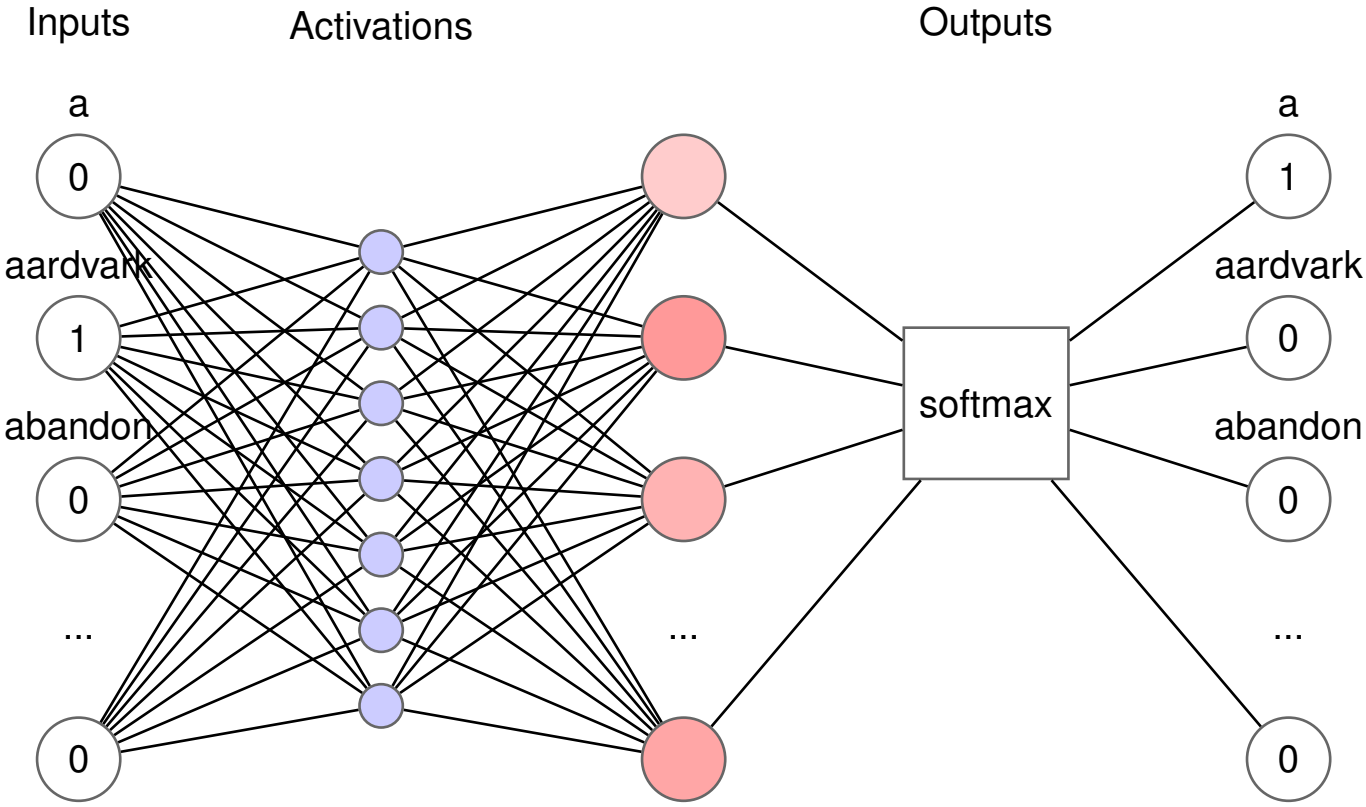 Inputs Activations Outputs
a a
0 1
aardvark aardvark
1 0
softmax
abandon abandon
0 0
... ... ...
0 0